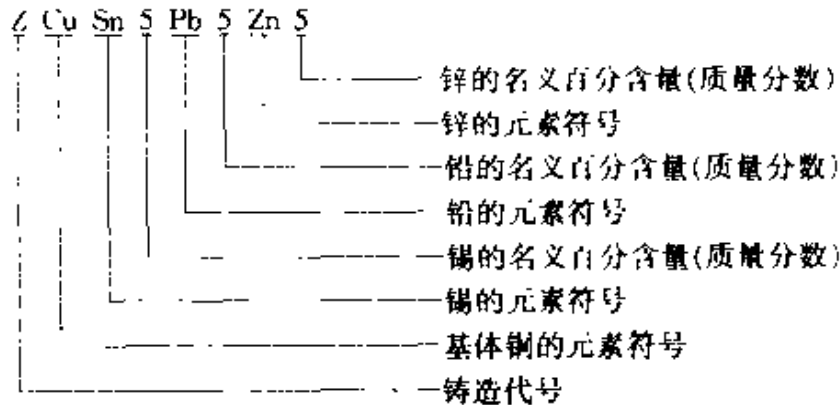 Z Cu Sn 5 Pb 5 Zn 5
锌的名义百分含量(质量分数)
锌的元素符号
铅的名义百分含量(质量分数)
铅的元素符号
锡的名义百分含量(质量分数)
锡的元素符号
基体铜的元素符号
铸造代号